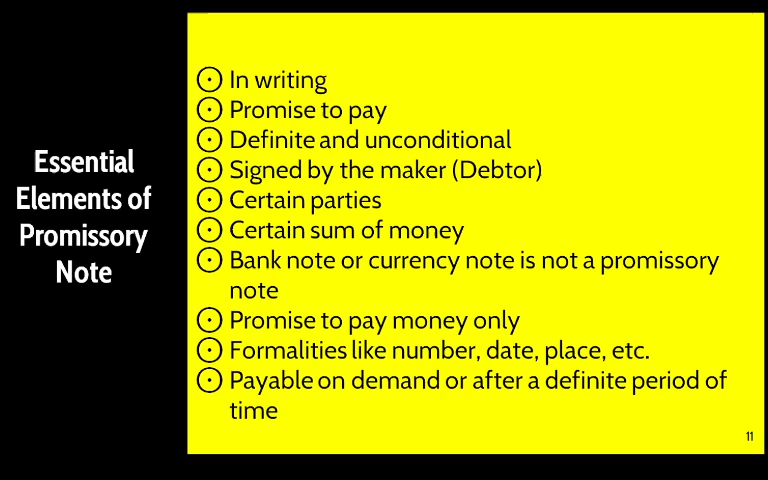 Essential
Elements of
Promissory
Note
In writing
Promise to pay
Definite and unconditional
Signed by the maker (Debtor)
Certain parties
Certain sum of money
Bank note or currency note is not a promissory
note
Promise to pay money only
Formalities like number, date, place, etc.
Payable on demand or after a definite period of
time
11